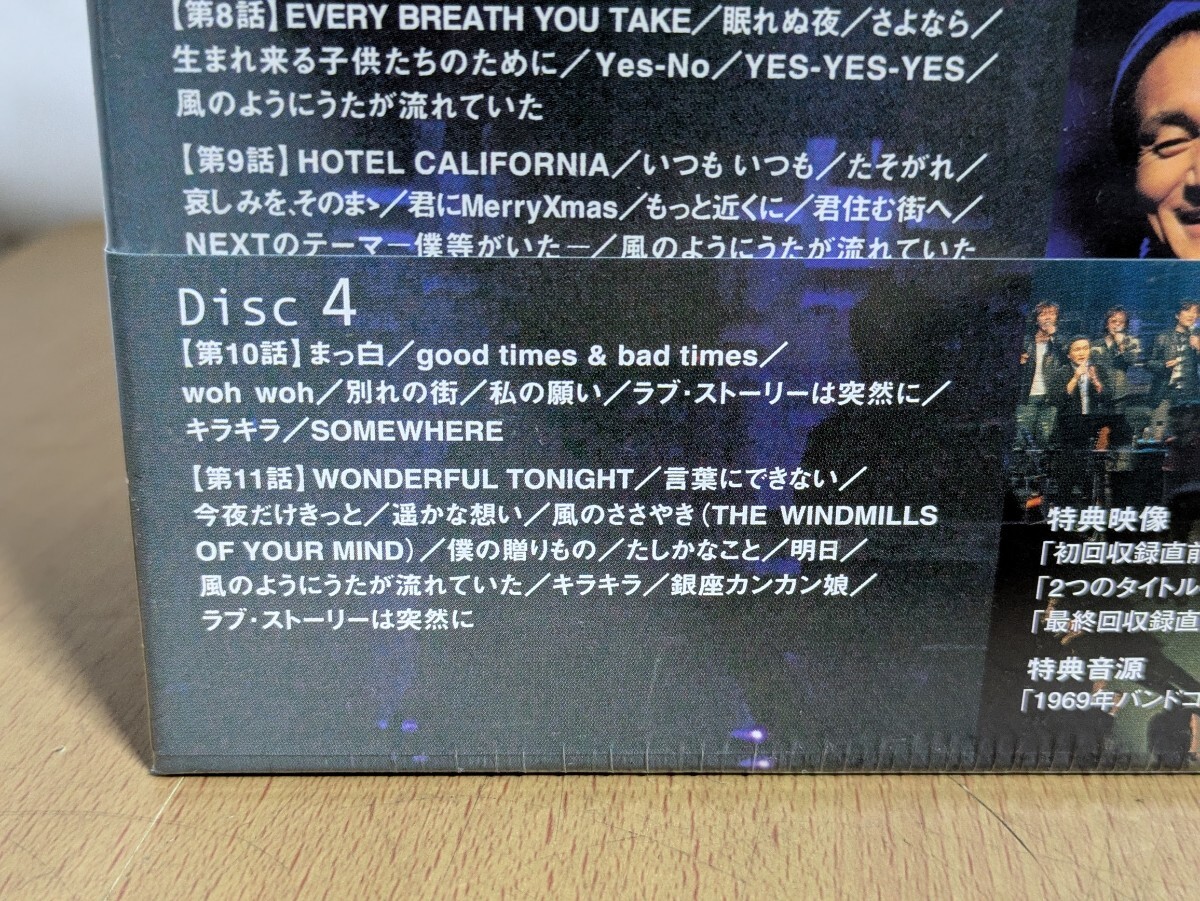 【第8話】EVERY BREATH YOU TAKE／眠れぬ夜／さよなら／
生まれ来る子供たちのために／Yes-No／YES-YES-YES／
風のようにうたが流れていた
【第9話】HOTEL CALIFORNIA／いつも いつも／たそがれ／
哀しみを、そのまゝ／君にMerryXmas／もっと近くに／君住む街へ／
NEXTのテーマ―僕等がいた―／風のようにうたが流れていた
Disc 4
【第10話】まっ白／good times & bad times／
woh woh／別れの街／私の願い／ラブ・ストーリーは突然に／
キラキラ／SOMEWHERE
【第11話】WONDERFUL TONIGHT／言葉にできない／
今夜だけきっと／遥かな想い／風のささやき（THE WINDMILLS
OF YOUR MIND）／僕の贈りもの／たしかなこと／明日／
風のようにうたが流れていた／キラキラ／銀座カンカン娘／
ラブ・ストーリーは突然に
特典映像
「初回収録直前
「2つのタイトル
「最終回収録直
特典音源
「1969年バンドコ